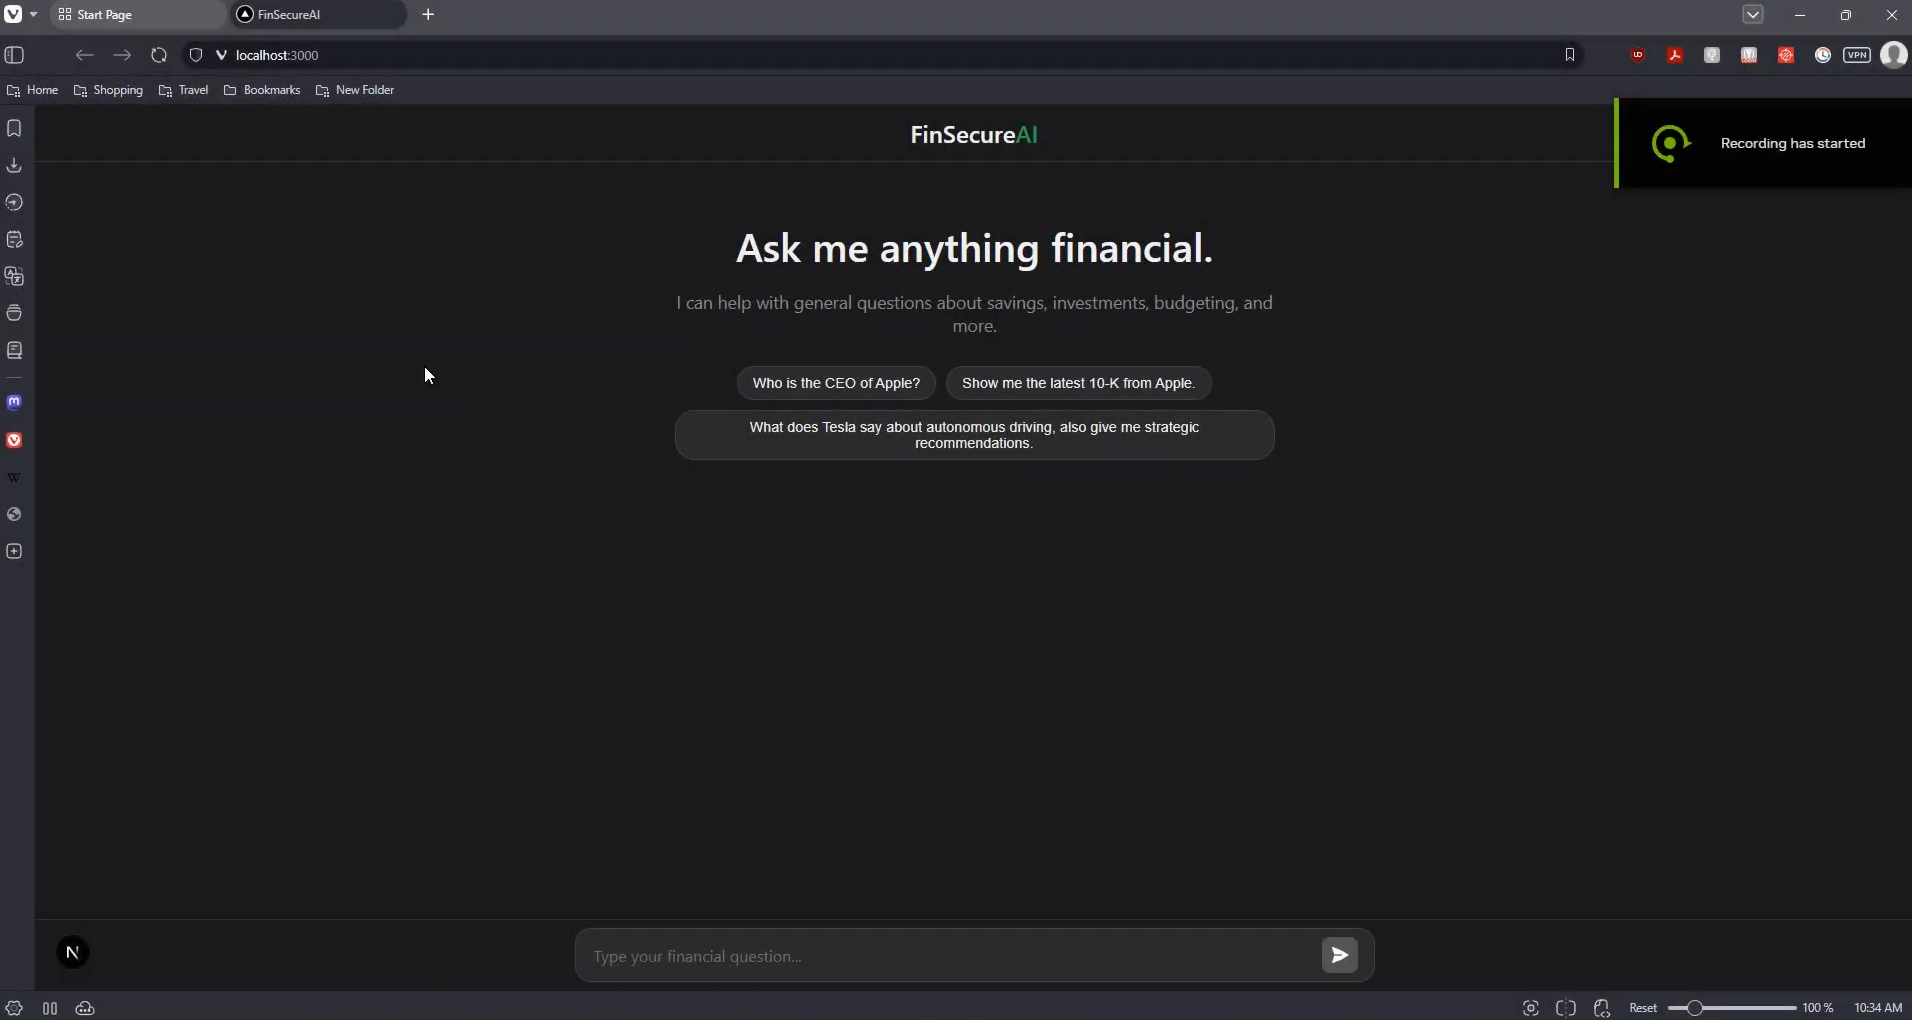 Start Page
FinSecureAI
localhost:3000
VPN
Home
Shopping
Travel
Bookmarks
New Folder
FinSecureAI
Recording has started
Ask me anything financial.
I can help with general questions about savings, investments, budgeting, and
more.
Who is the CEO of Apple?
Show me the latest 10-K from Apple.
What does Tesla say about autonomous driving, also give me strategic
recommendations.
W
N
Type your financial question...
Reset
100 %
10:34 AM